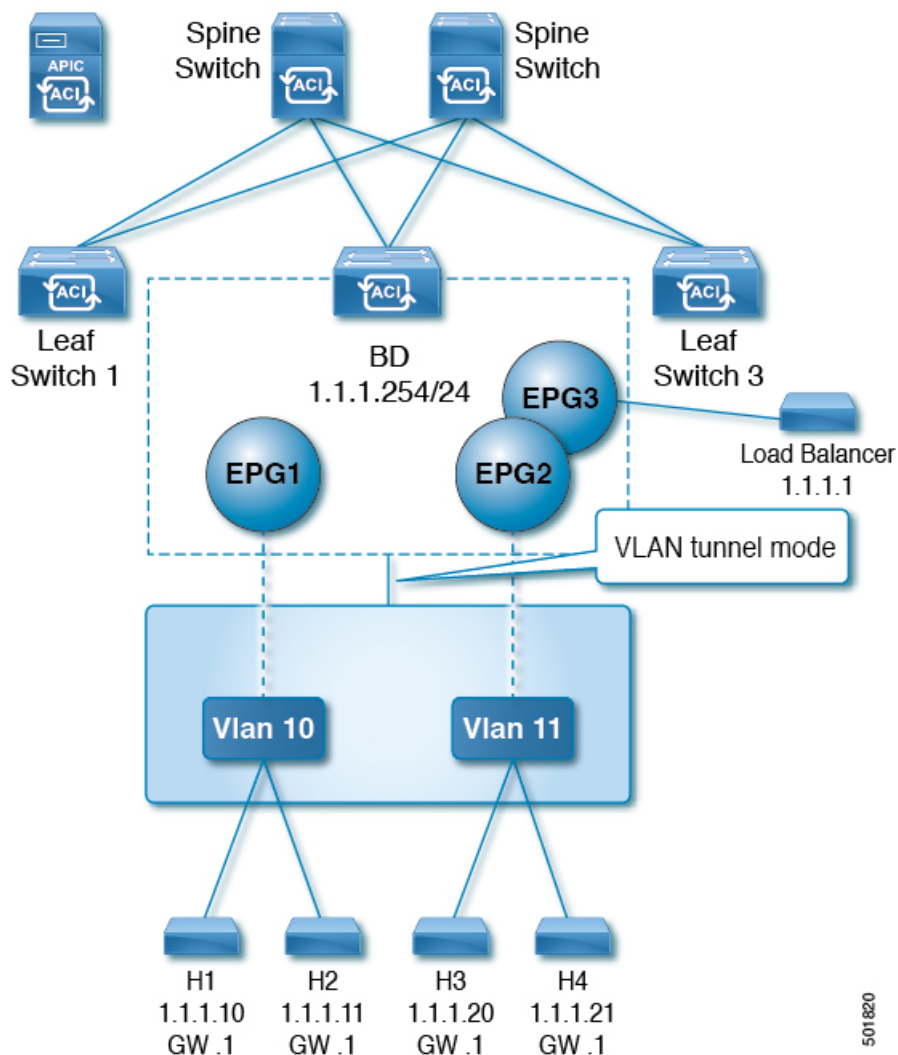 Spine
Switch
Spine
Switch
APIC
ACI
ACI
ACI
ACI
ACI
ACI
Leaf
Switch 1
BD
1.1.1.254/24
Leaf
Switch 3
EPG3
EPG1
EPG2
Load Balancer
1.1.1.1
VLAN tunnel mode
Vlan 10
Vlan 11
H1
1.1.1.10
GW .1
H2
1.1.1.11
GW .1
H3
1.1.1.20
GW .1
H4
1.1.1.21
GW .1
501820